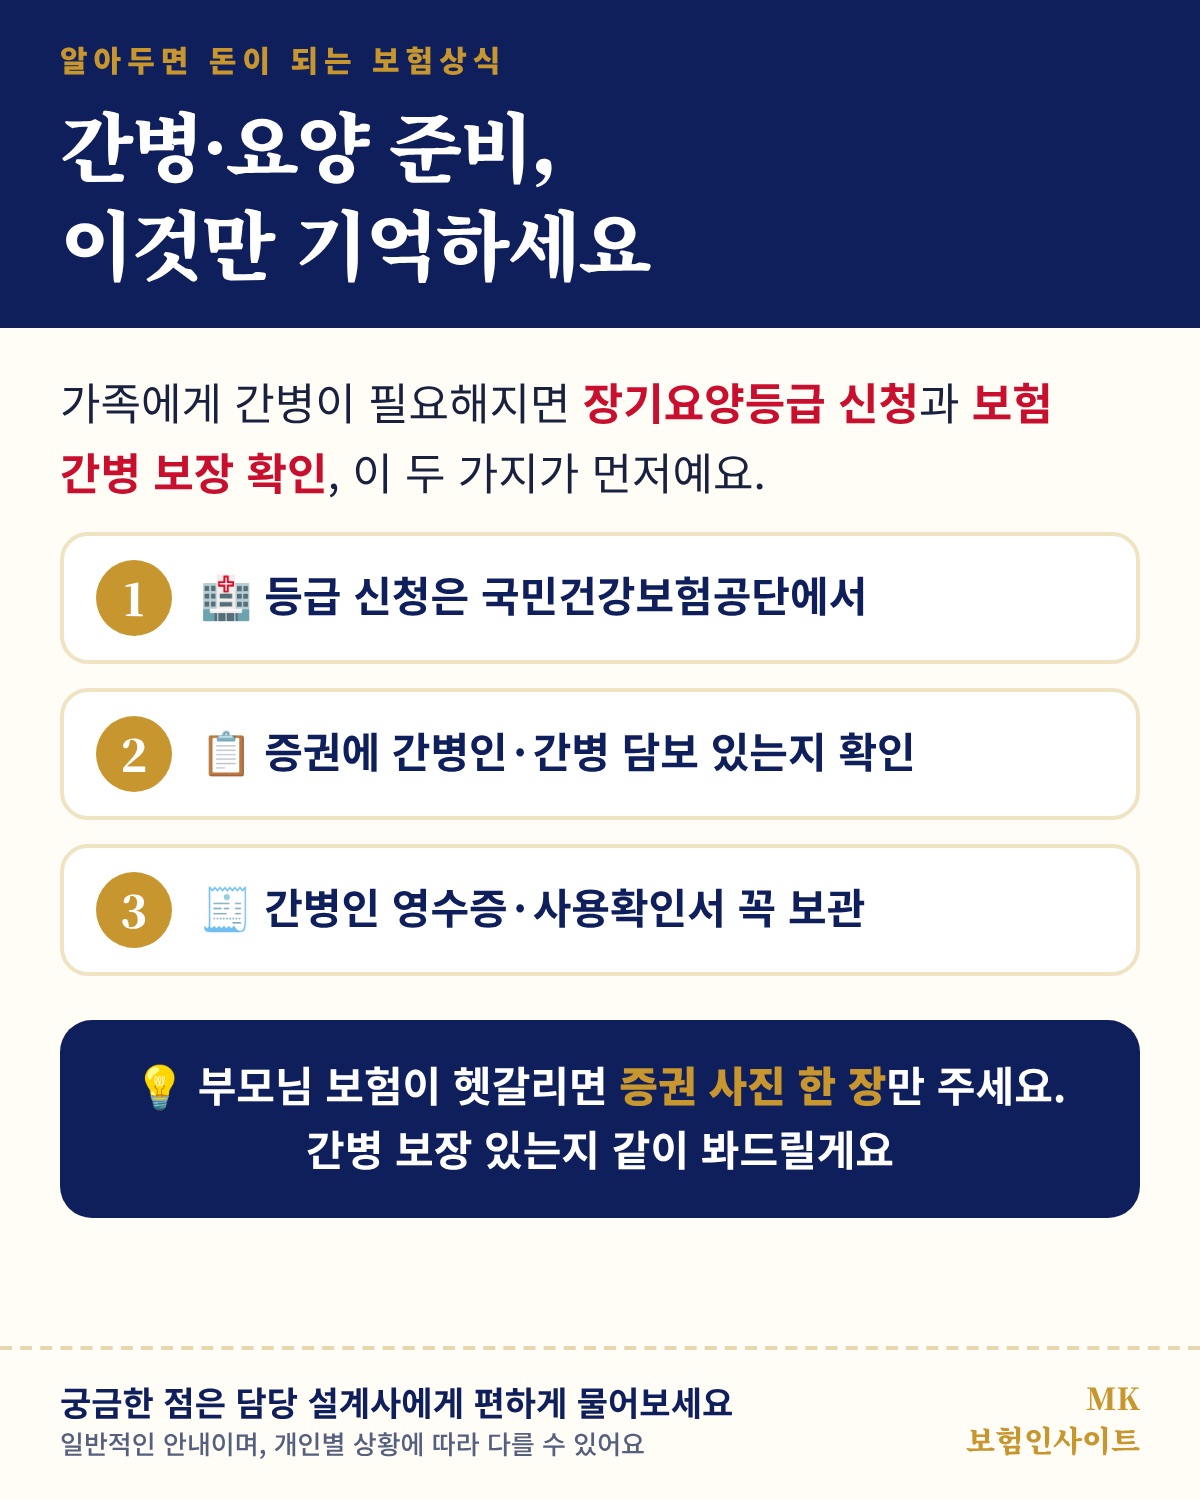 알아두면 돈이 되는 보험상식
간병·요양 준비,
이것만 기억하세요
가족에게 간병이 필요해지면 장기요양등급 신청과 보험
간병 보장 확인, 이 두 가지가 먼저예요.
1 🏥 등급 신청은 국민건강보험공단에서
2 📋 증권에 간병인·간병 담보 있는지 확인
3 🧾 간병인 영수증·사용확인서 꼭 보관
💡 부모님 보험이 헷갈리면 증권 사진 한 장만 주세요.
간병 보장 있는지 같이 봐드릴게요
궁금한 점은 담당 설계사에게 편하게 물어보세요
일반적인 안내이며, 개인별 상황에 따라 다를 수 있어요
MK
보험인사이트